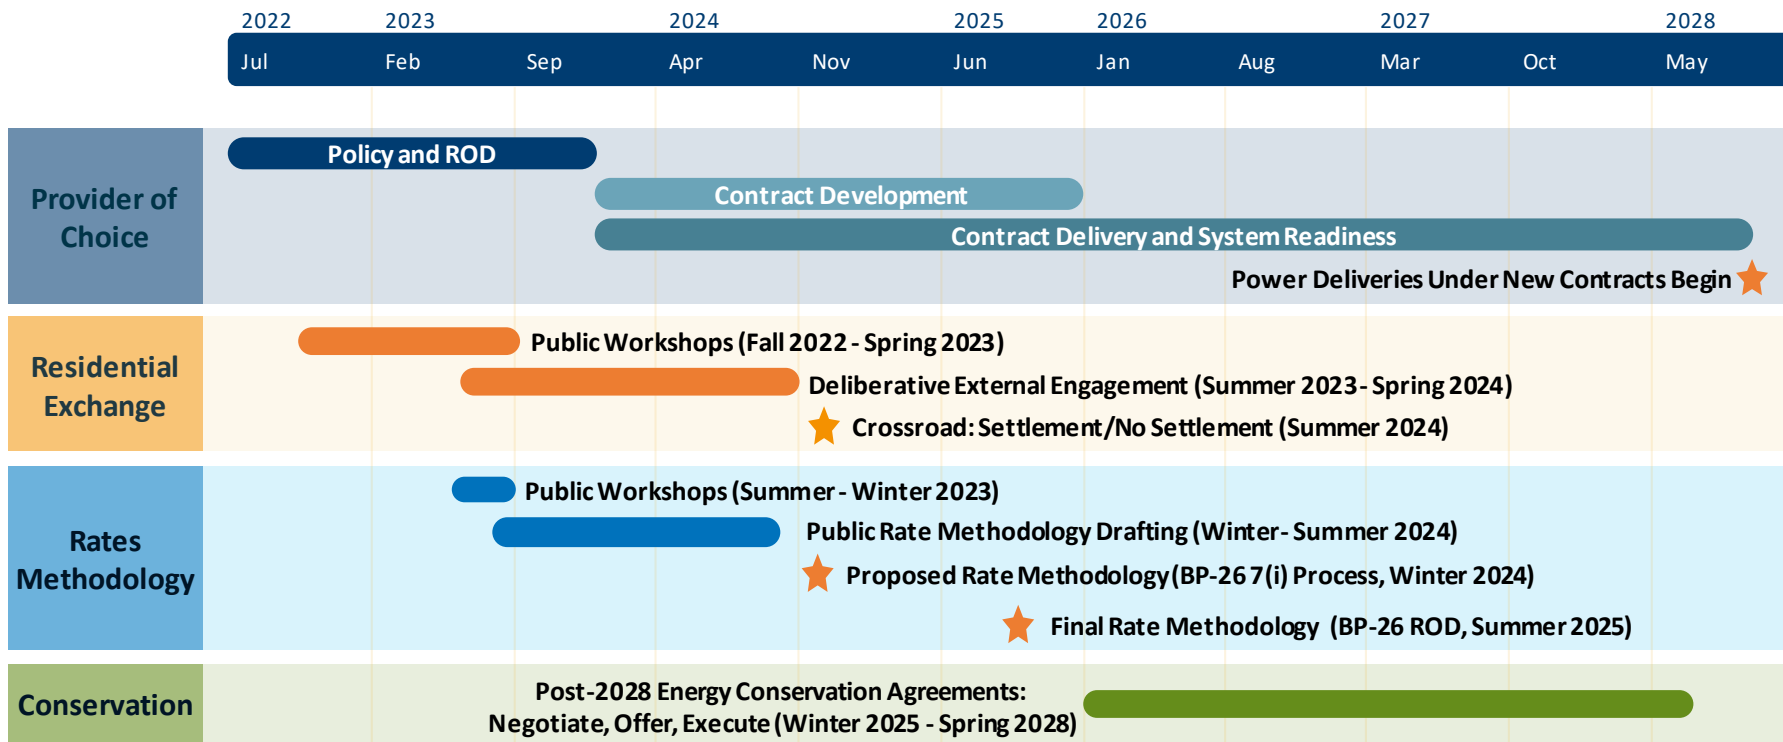 2022 2023 2024 2025 2026 2027 2028
Jul Feb Sep Apr Nov Jun Jan Aug Mar Oct May
Provider of
Choice
Policy and ROD
Contract Development
Contract Delivery and System Readiness
Power Deliveries Under New Contracts Begin
Residential
Exchange
Public Workshops (Fall 2022 - Spring 2023)
Deliberative External Engagement (Summer 2023 - Spring 2024)
Crossroad: Settlement/No Settlement (Summer 2024)
Rates
Methodology
Public Workshops (Summer - Winter 2023)
Public Rate Methodology Drafting (Winter - Summer 2024)
Proposed Rate Methodology (BP-26 7(i) Process, Winter 2024)
Final Rate Methodology (BP-26 ROD, Summer 2025)
Conservation
Post-2028 Energy Conservation Agreements:
Negotiate, Offer, Execute (Winter 2025 - Spring 2028)